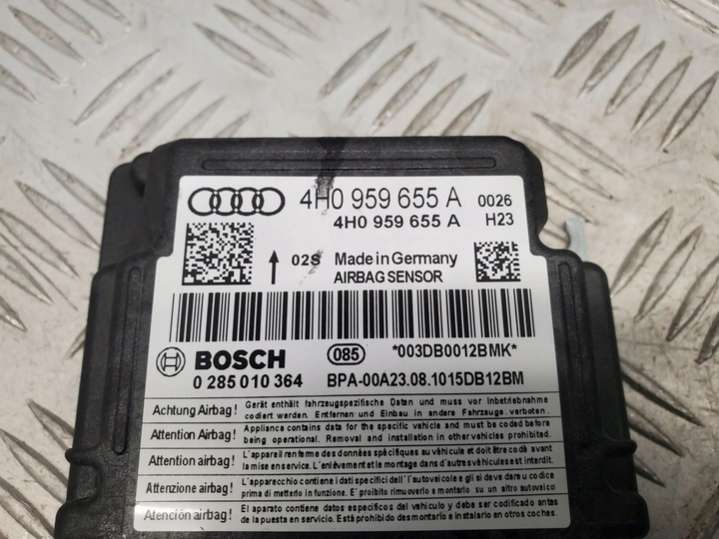 4H0 959 655 A 0026
4H0 959 655 A H23
02S Made in Germany
AIRBAG SENSOR
BOSCH 085 *003DB0012BMK*
0 285 010 364 BPA-00A23.08.1015DB12BM
Achtung Airbag! Gerät enthält fahrzeugspezifische Daten und muss vor Inbetriebnahme
codiert werden. Entfernen und Einbau in andere Fahrzeuge verboten.
Attention Airbag! Appliance contains data for the specific vehicle and must be coded before
being operational. Removal and installation in other vehicles prohibited.
Attention airbag! L'appareil renferme des données spécifiques au véhicule et doit être codé avant
la mise en service. L'enlèvement et le montage dans d'autres véhicules est interdit.
Attenzione airbag! L'apparecchio contiene i dati specifici dell'autoveicolo e gli si deve dare u codice
prima di metterlo in funzione. E'proibito rimuoverlo e montarlo su un altro autoveico
Atención airbag! El aparato contiene datos específicos del vehículo y debe ser codificado antes
de la puesta en servicio. Está prohibido desmontarlo e instalarlo en otros coches.